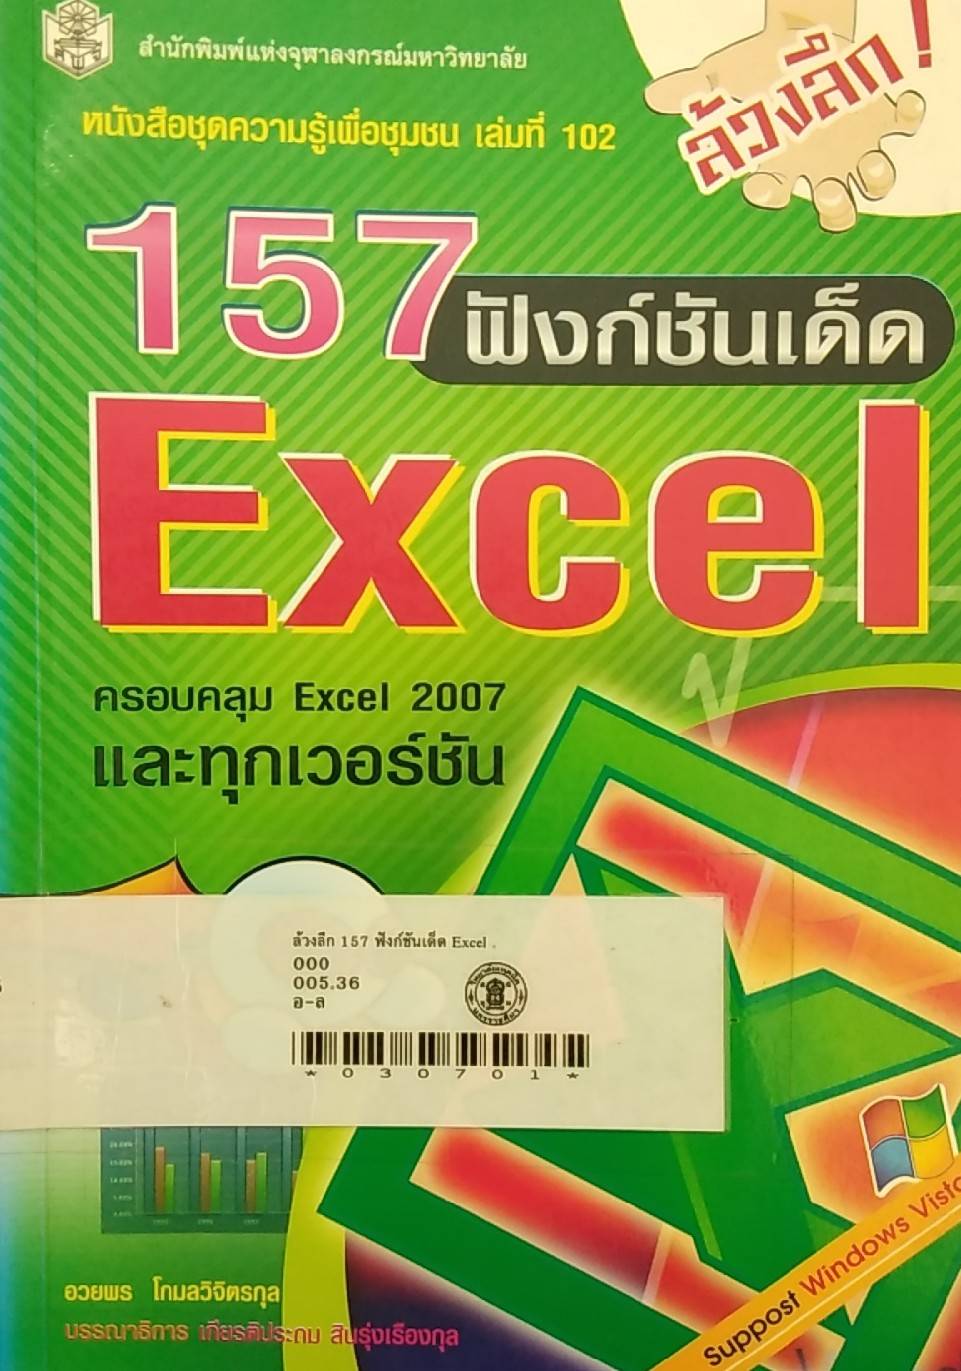 สำนักพิมพ์แห่งจุฬาลงกรณ์มหาวิทยาลัย
ล้วงลึก!
หนังสือชุดความรู้เพื่อชุมชน เล่มที่ 102
157
ฟังก์ชันเด็ด
Excel
ครอบคลุม Excel 2007
และทุกเวอร์ชัน
ล้วงลึก 157 ฟังก์ชันเด็ด Excel .
000
005.36
อ-ล
* 0 3 0 7 0 1 *
Suppost Windows Vista
อวยพร โกมลวิจิตรกุล
บรรณาธิการ เกียรติประถม สินรุ่งเรืองกุล